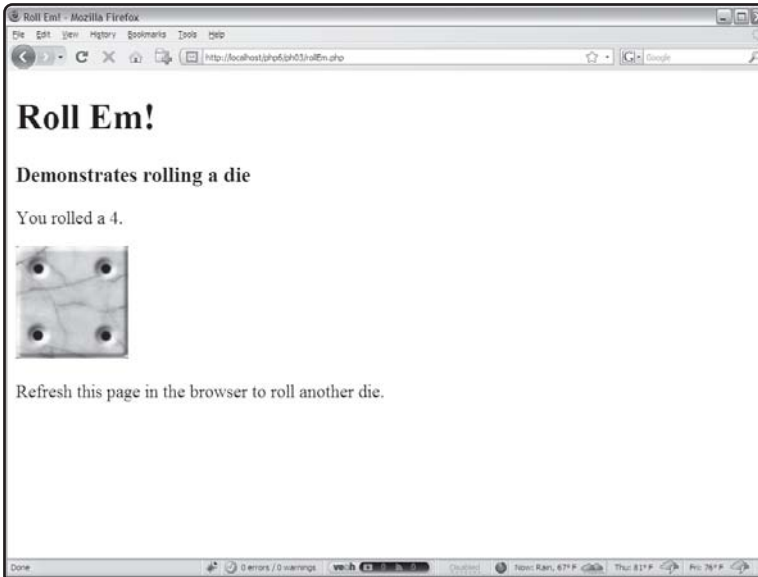 Roll Em! - Mozilla Firefox
File Edit View History Bookmarks Tools Help
http://localhost/php6/ph03/rollEm.php
Google
Roll Em!
Demonstrates rolling a die
You rolled a 4.
Refresh this page in the browser to roll another die.
Done 0 errors / 0 warnings Disabled Now: Rain, 67°F Thu: 81°F Fri: 76°F